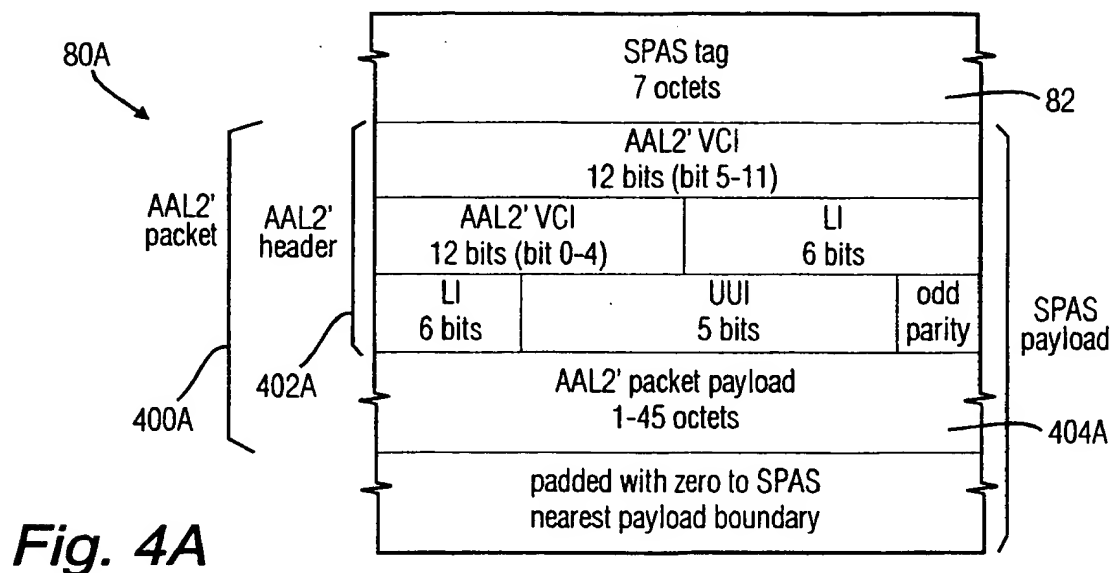 80A
SPAS tag
7 octets
82
AAL2' VCI
12 bits (bit 5-11)
AAL2'
packet
AAL2'
header
AAL2' VCI
12 bits (bit 0-4)
LI
6 bits
LI
6 bits
UUI
5 bits
odd
parity
SPAS
payload
402A
400A
AAL2' packet payload
1-45 octets
404A
padded with zero to SPAS
nearest payload boundary
Fig. 4A